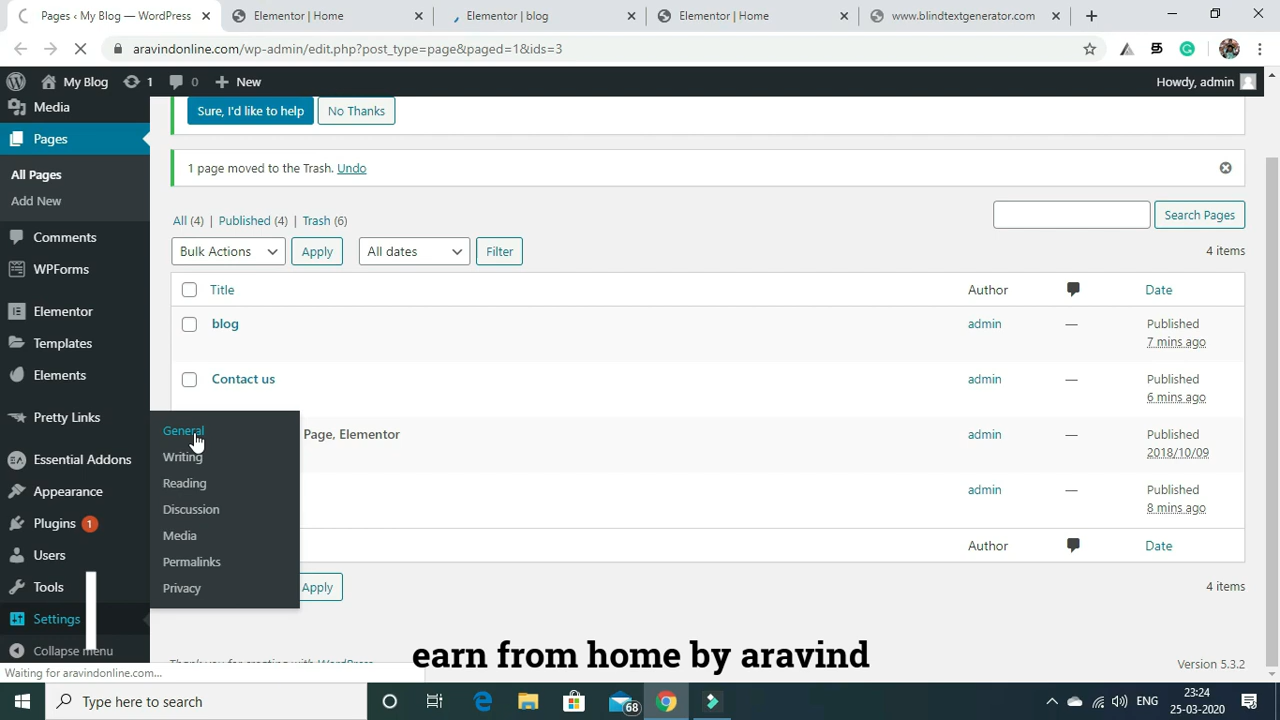 Pages ‹ My Blog — WordPress
Elementor | Home
Elementor | blog
Elementor | Home
www.blindtextgenerator.com
aravindonline.com/wp-admin/edit.php?post_type=page&paged=1&ids=3
My Blog
1
0
New
Howdy, admin
Media
Pages
All Pages
Add New
Comments
WPForms
Elementor
Templates
Elements
Pretty Links
Essential Addons
Appearance
Plugins 1
Users
Tools
Settings
Collapse menu
General
Writing
Reading
Discussion
Media
Permalinks
Privacy
Sure, I'd like to help
No Thanks
1 page moved to the Trash. Undo
All (4) | Published (4) | Trash (6)
Search Pages
Bulk Actions
Apply
All dates
Filter
4 items
Title
Author
Date
blog
admin
—
Published
7 mins ago
Contact us
admin
—
Published
6 mins ago
Page, Elementor
admin
Published
2018/10/09
admin
—
Published
8 mins ago
Author
Date
Apply
4 items
Thank you for creating with WordPress
Version 5.3.2
Waiting for aravindonline.com...
earn from home by aravind
Type here to search
68
ENG
23:24
25-03-2020